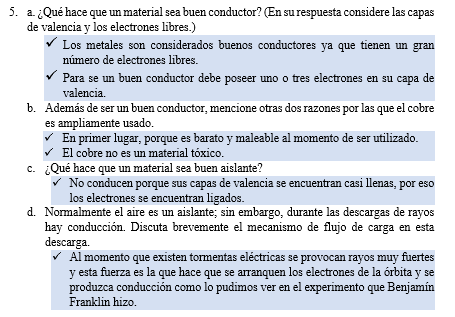 5. a. ¿Qué hace que un material sea buen conductor? (En su respuesta considere las capas
de valencia y los electrones libres.)
✓ Los metales son considerados buenos conductores ya que tienen un gran
número de electrones libres.
✓ Para se un buen conductor debe poseer uno o tres electrones en su capa de
valencia.
b. Además de ser un buen conductor, mencione otras dos razones por las que el cobre
es ampliamente usado.
✓ En primer lugar, porque es barato y maleable al momento de ser utilizado.
✓ El cobre no es un material tóxico.
c. ¿Qué hace que un material sea buen aislante?
✓ No conducen porque sus capas de valencia se encuentran casi llenas, por eso
los electrones se encuentran ligados.
d. Normalmente el aire es un aislante; sin embargo, durante las descargas de rayos
hay conducción. Discuta brevemente el mecanismo de flujo de carga en esta
descarga.
✓ Al momento que existen tormentas eléctricas se provocan rayos muy fuertes
y esta fuerza es la que hace que se arranquen los electrones de la órbita y se
produzca conducción como lo pudimos ver en el experimento que Benjamín
Franklin hizo.